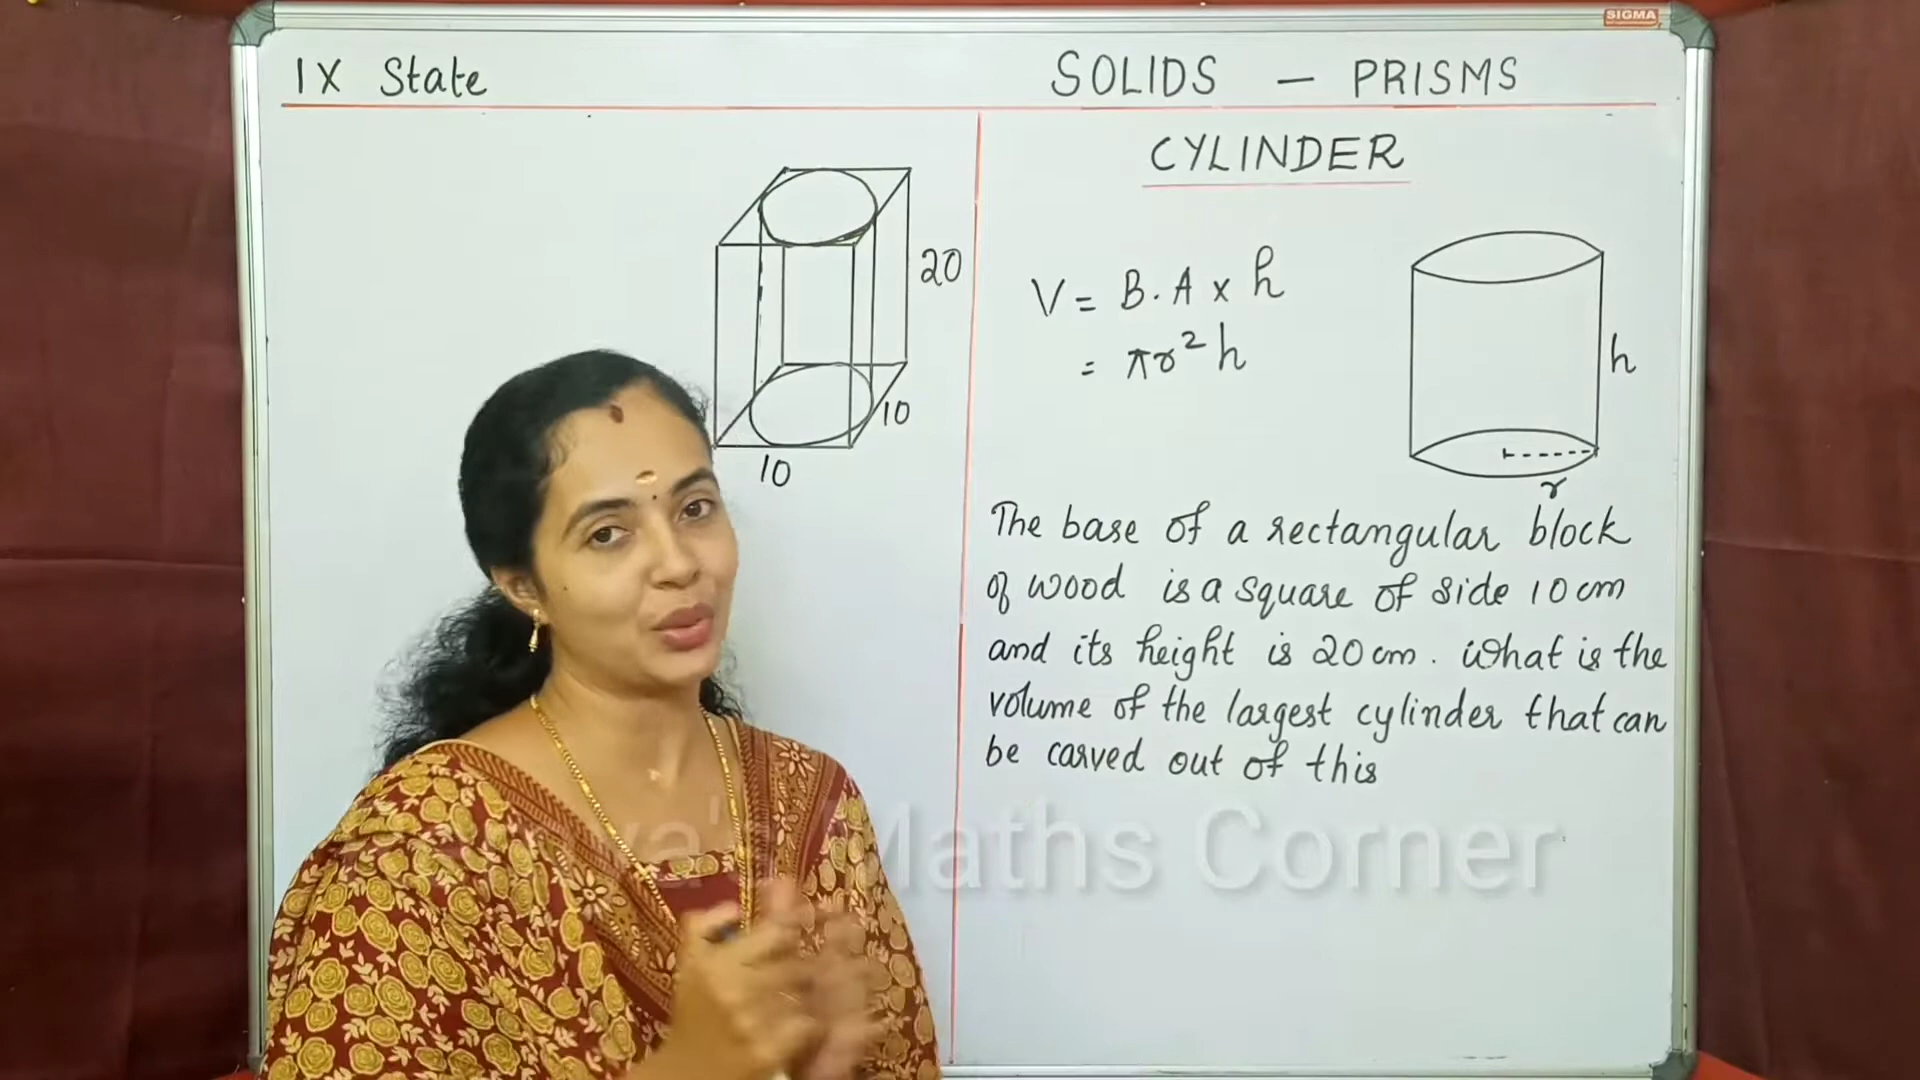 SIGMA
IX State
SOLIDS – PRISMS
CYLINDER
20
10
10
V = B.A x h
= πr²h
h
r
The base of a rectangular block
of wood is a square of side 10 cm
and its height is 20 cm. What is the
volume of the largest cylinder that can
be carved out of this
Maths Corner